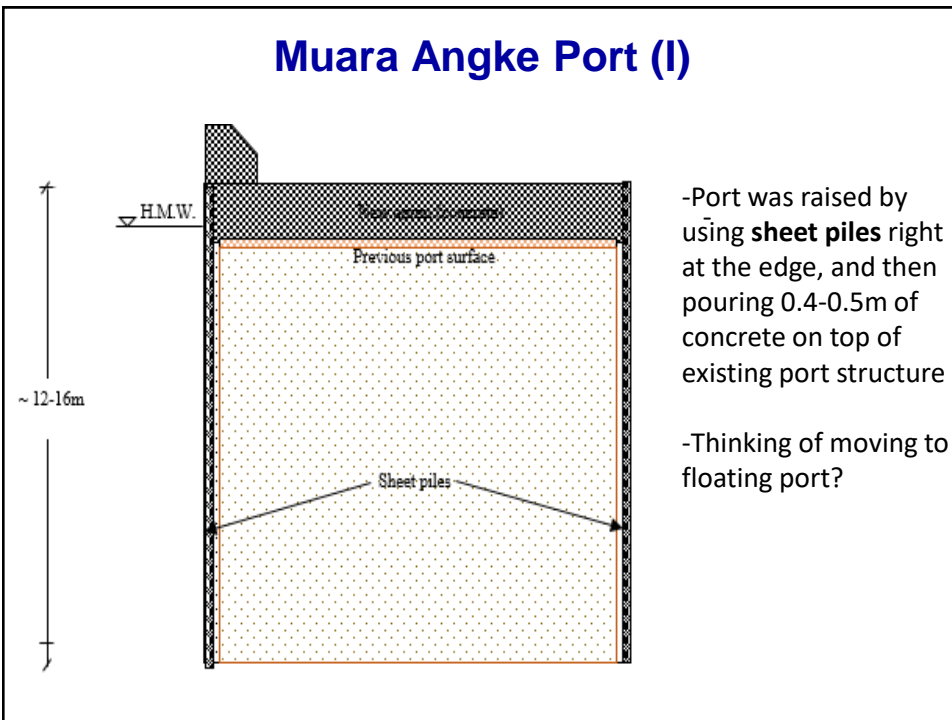 Muara Angke Port (I)
H.M.W.
Previous port surface
~ 12-16m
Sheet piles
-Port was raised by
using sheet piles right
at the edge, and then
pouring 0.4-0.5m of
concrete on top of
existing port structure
-Thinking of moving to
floating port?